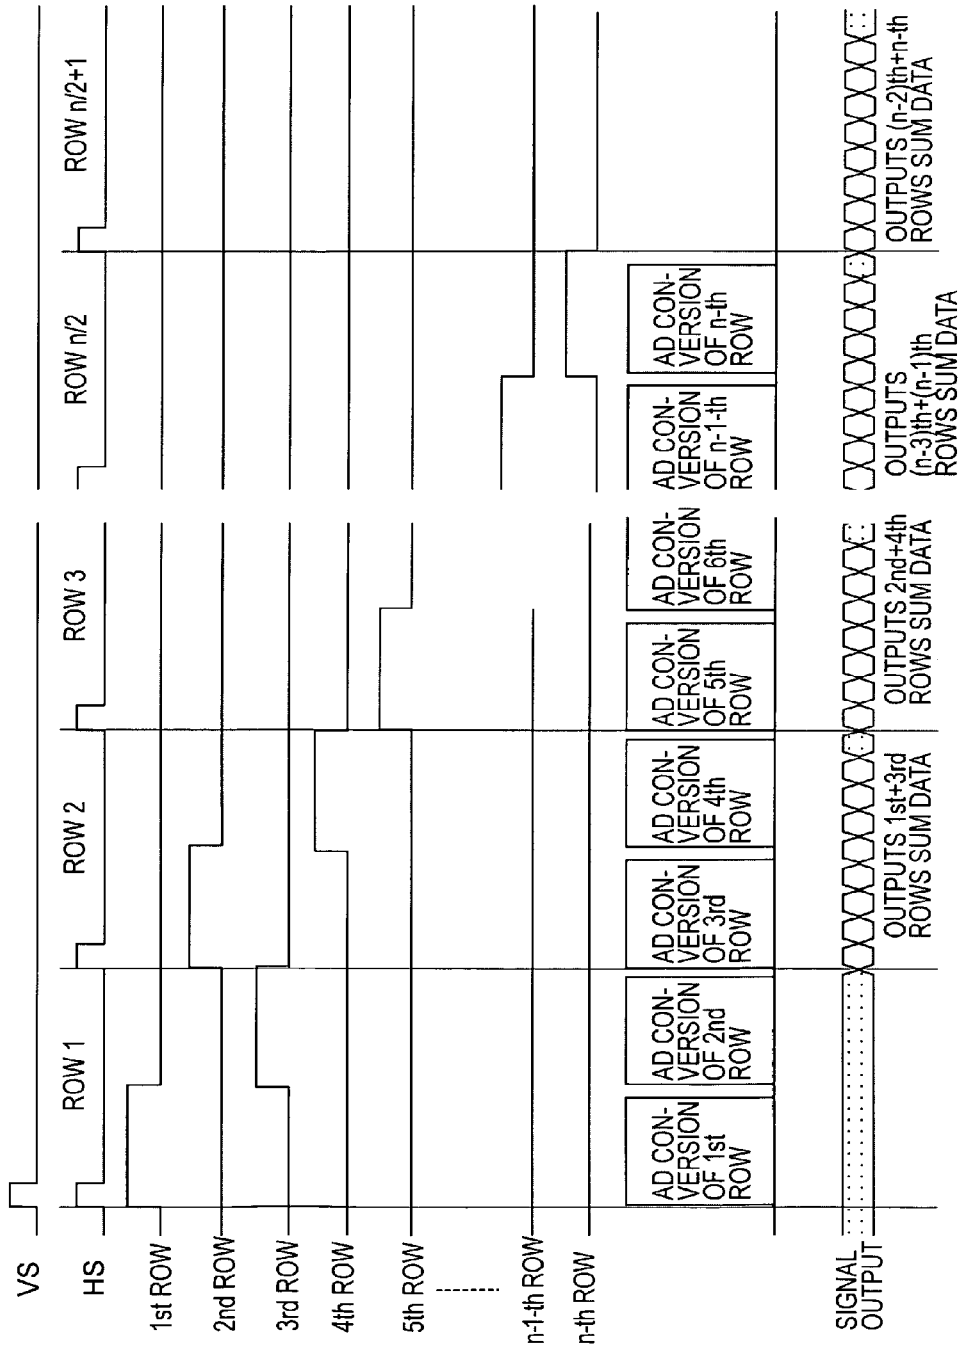 VS
HS
ROW 1
ROW 2
ROW 3
ROW n/2
ROW n/2+1
1st ROW
2nd ROW
3rd ROW
4th ROW
5th ROW
n-1-th ROW
n-th ROW
AD CON-
VERSION
OF 1st
ROW
AD CON-
VERSION
OF 2nd
ROW
AD CON-
VERSION
OF 3rd
ROW
AD CON-
VERSION
OF 4th
ROW
AD CON-
VERSION
OF 5th
ROW
AD CON-
VERSION
OF 6th
ROW
AD CON-
VERSION
OF n-1-th
ROW
AD CON-
VERSION
OF n-th
ROW
SIGNAL
OUTPUT
OUTPUTS 1st+3rd
ROWS SUM DATA
OUTPUTS 2nd+4th
ROWS SUM DATA
OUTPUTS
(n-3)th+(n-1)th
ROWS SUM DATA
OUTPUTS (n-2)th+n-th
ROWS SUM DATA